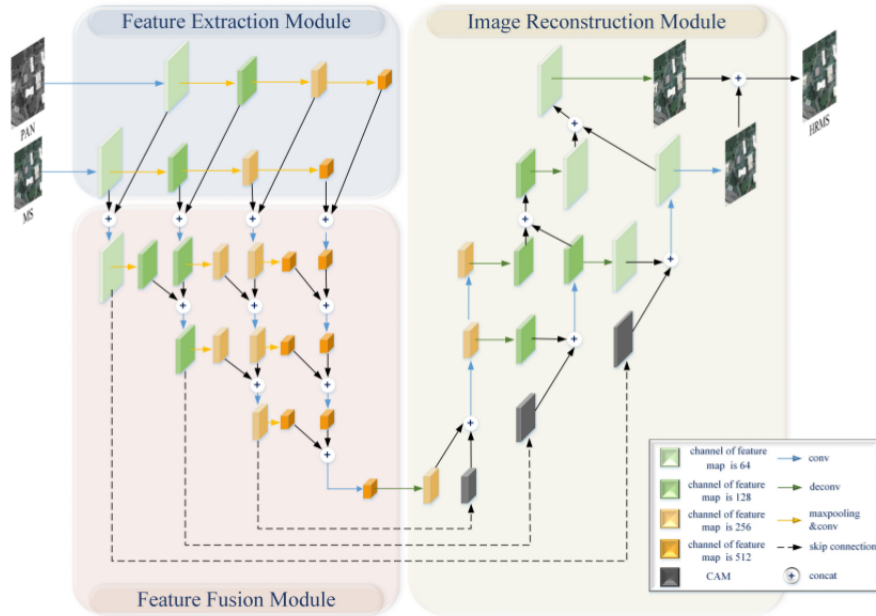 Feature Extraction Module
Image Reconstruction Module
PAN
MS
HRMS
Feature Fusion Module
channel of feature
map is 64
conv
channel of feature
map is 128
deconv
channel of feature
map is 256
maxpooling
&conv
channel of feature
map is 512
skip connection
CAM
concat